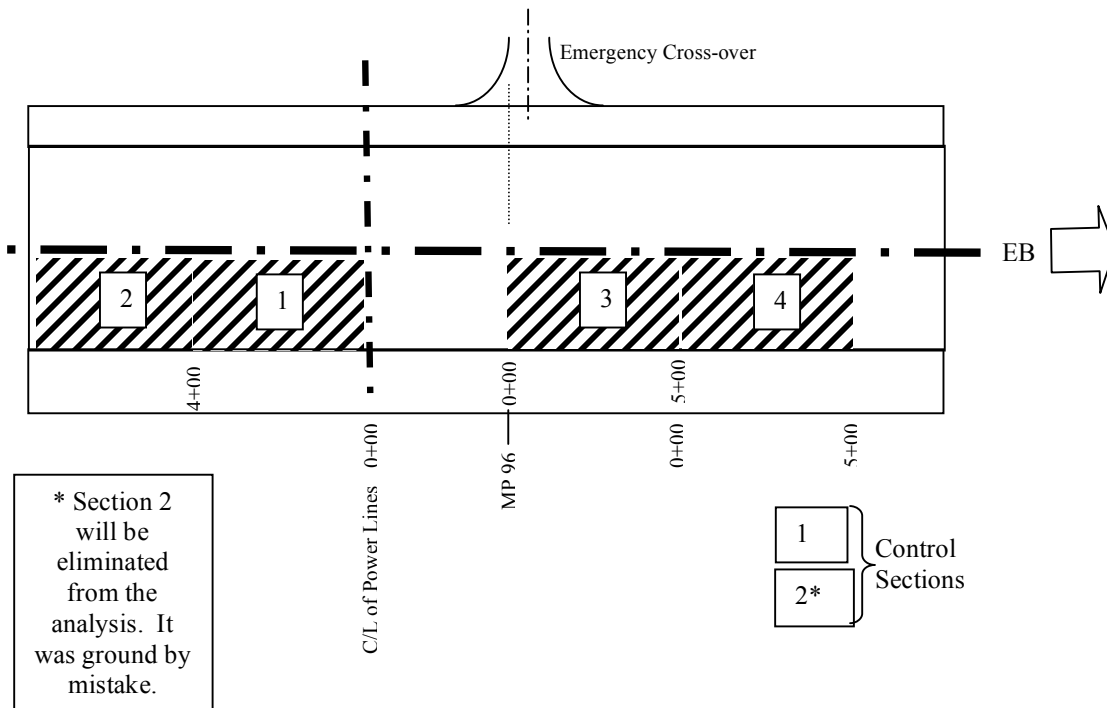 Emergency Cross-over
EB
2
1
3
4
4+00
0+00
5+00
C/L of Power Lines 0+00
MP 96
0+00
5+00
* Section 2
will be
eliminated
from the
analysis. It
was ground by
mistake.
1
2*
Control
Sections